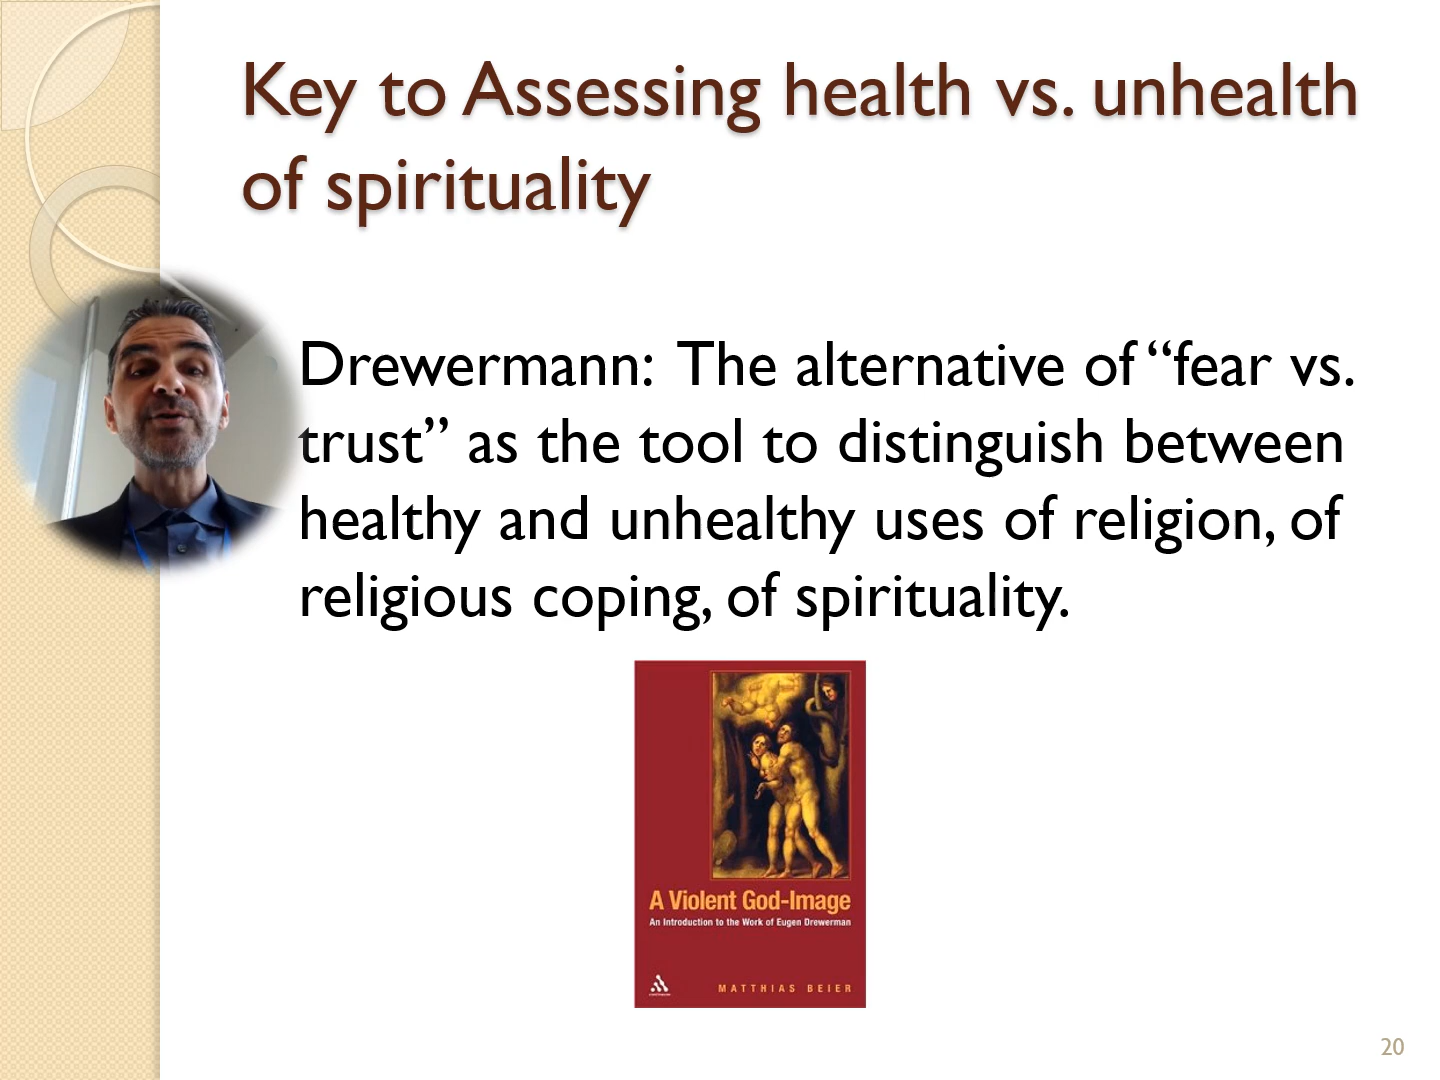 Key to Assessing health vs. unhealth
of spirituality
Drewermann: The alternative of “fear vs.
trust” as the tool to distinguish between
healthy and unhealthy uses of religion, of
religious coping, of spirituality.
A Violent God-Image
An Introduction to the Work of Eugen Drewerman
MATTHIAS BEIER
20